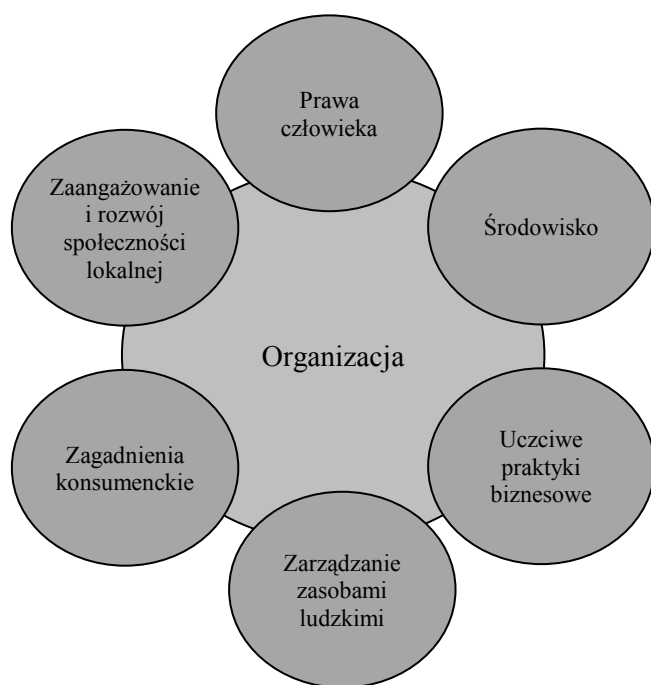 Prawa
człowieka
Zaangażowanie
i rozwój
społeczności
lokalnej
Środowisko
Organizacja
Zagadnienia
konsumenckie
Uczciwe
praktyki
biznesowe
Zarządzanie
zasobami
ludzkimi